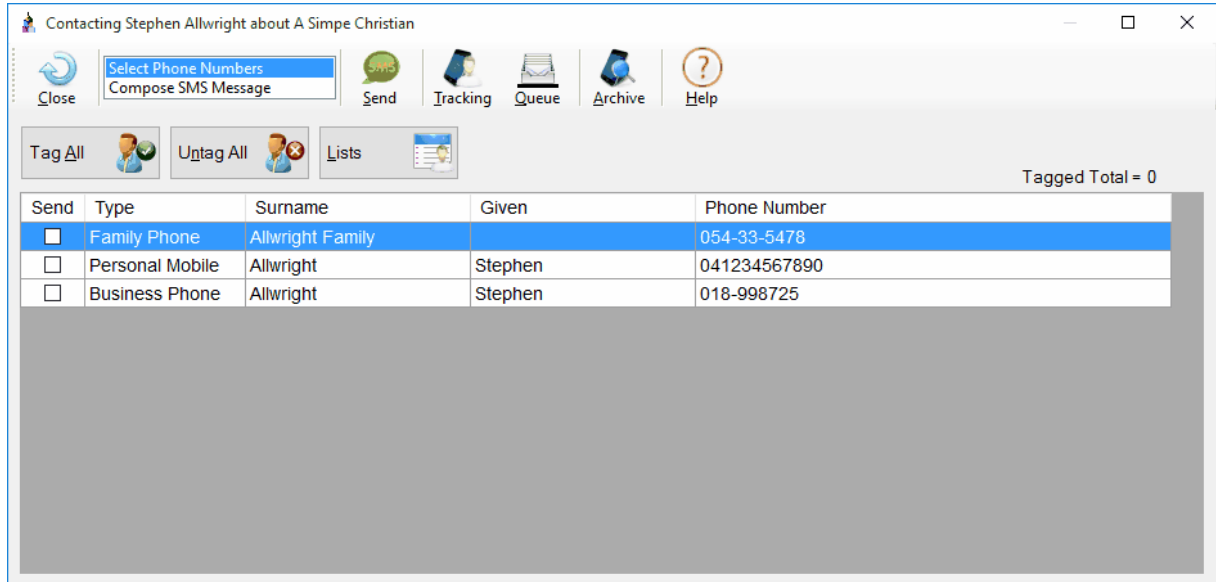 Contacting Stephen Allwright about A Simpe Christian
Select Phone Numbers
Compose SMS Message
SMS
Close Send Tracking Queue Archive Help
Tag All Untag All Lists
Tagged Total = 0
Send Type Surname Given Phone Number
Family Phone Allwright Family 054-33-5478
Personal Mobile Allwright Stephen 041234567890
Business Phone Allwright Stephen 018-998725